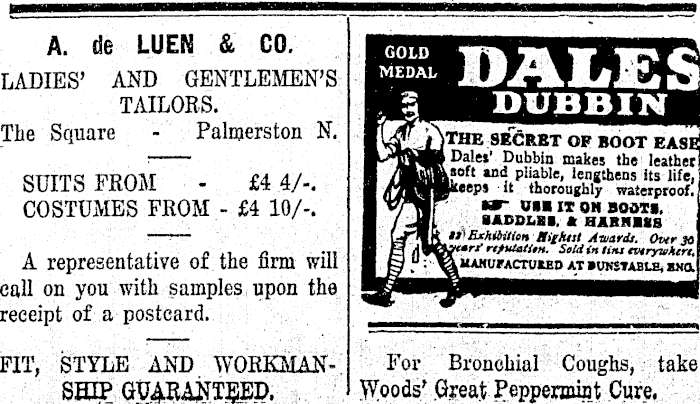 A. de LUEN & CO.
LADIES' AND GENTLEMEN'S
TAILORS.
The Square - Palmerston N.
SUITS FROM - £4 4/-.
COSTUMES FROM - £4 10/-.
A representative of the firm will
call on you with samples upon the
receipt of a postcard.
FIT, STYLE AND WORKMAN-
SHIP GUARANTEED.
GOLD
MEDAL
DALES
DUBBIN
THE SECRET OF BOOT EASE
Dales' Dubbin makes the leather
soft and pliable, lengthens its life,
keeps it thoroughly waterproof.
USE IT ON BOOTS,
SADDLES, & HARNESS
22 Exhibition Highest Awards. Over 30
years' reputation. Sold in tins everywhere.
MANUFACTURED AT DUNSTABLE, ENG.
For Bronchial Coughs, take
Woods' Great Peppermint Cure.